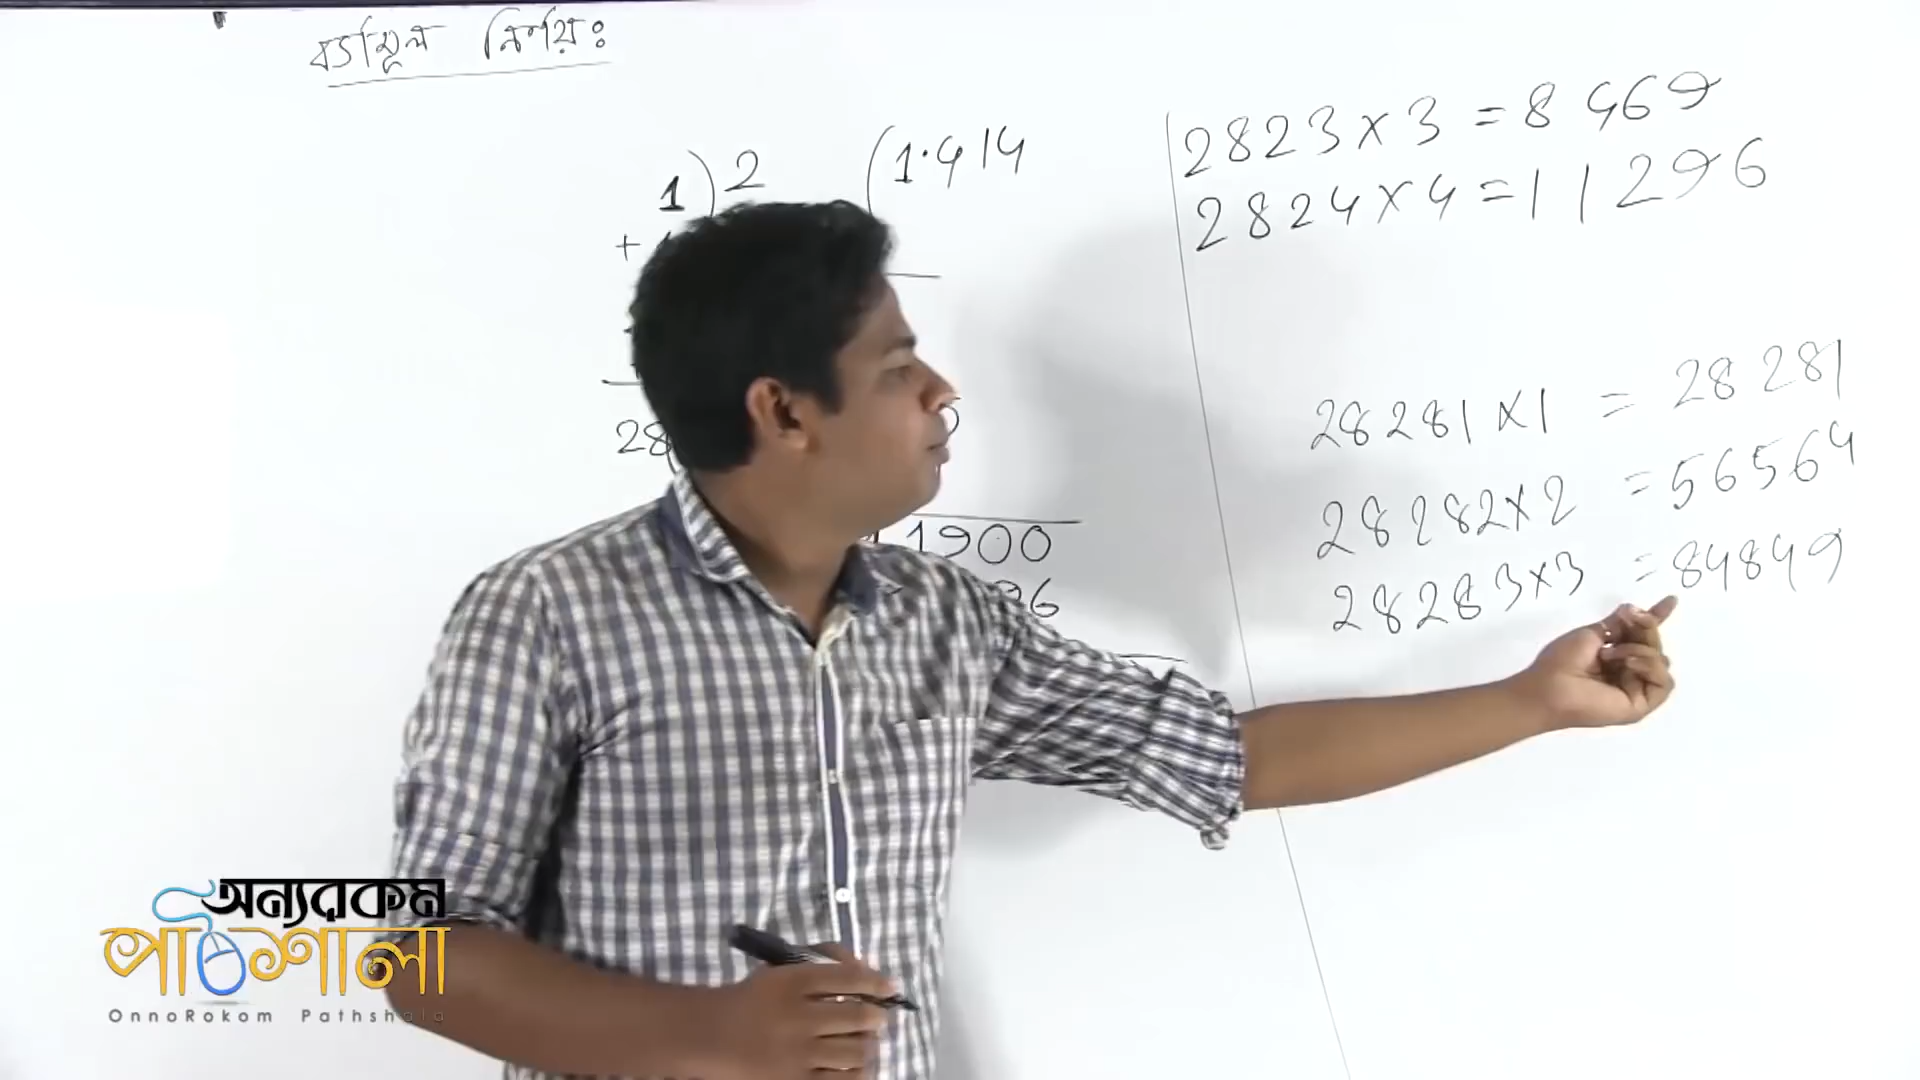 বর্গমূল নির্ণয়ঃ
1) 2 (1.414
+
28
1900
96
2823 x 3 = 8469
2824 x 4 = 11296
28281 x 1 = 28281
28282 x 2 = 56564
28283 x 3 = 84849
অন্যরকম
পাঠশালা
OnnoRokom Pathshala